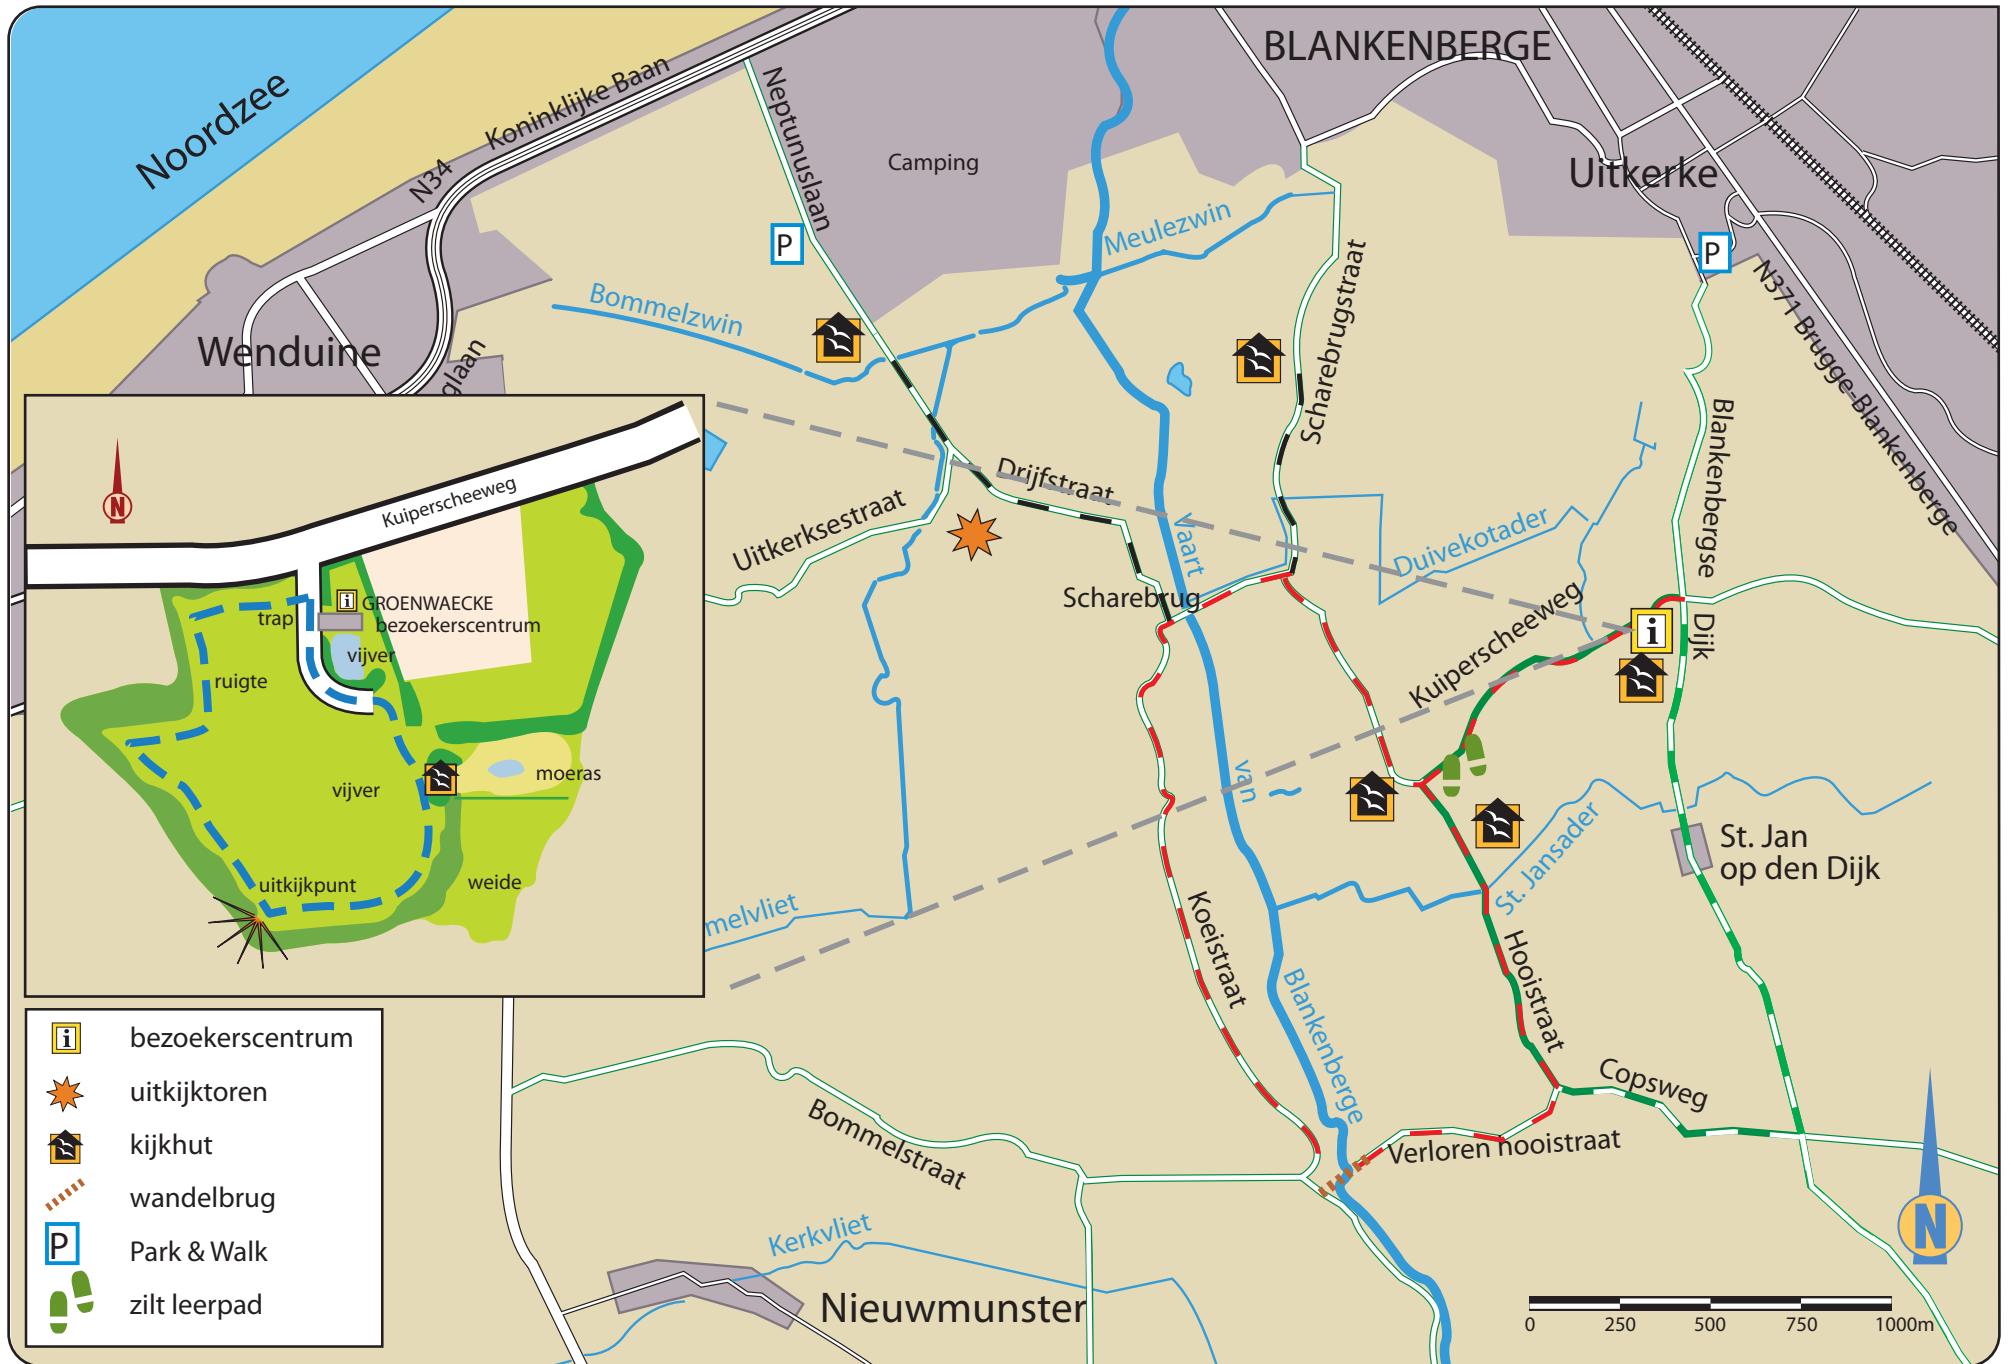 Noordzee
Koninklijke Baan
N34
Neptunuslaan
Camping
BLANKENBERGE
Uitkerke
P
P
Meulezwin
Bommelzwin
Wenduine
glaan
Scharebrugstraat
N371 Brugge-Blankenberge
Blankenbergse
Dijk
Drijfstraat
Uitkerksestraat
Vaart
van
Blankenberge
Duivekotader
Scharebrug
Kuiperscheeweg
i
St. Jansader
St. Jan
op den Dijk
melvliet
Koeistraat
Hooistraat
Copsweg
Verloren hooistraat
Bommelstraat
Kerkvliet
Nieuwmunster
N
0 250 500 750 1000m
N
Kuiperscheeweg
i GROENWAECKE
bezoekerscentrum
trap
vijver
ruigte
vijver
moeras
uitkijkpunt
weide
i bezoekerscentrum
uitkijktoren
kijkhut
wandelbrug
P Park & Walk
zilt leerpad